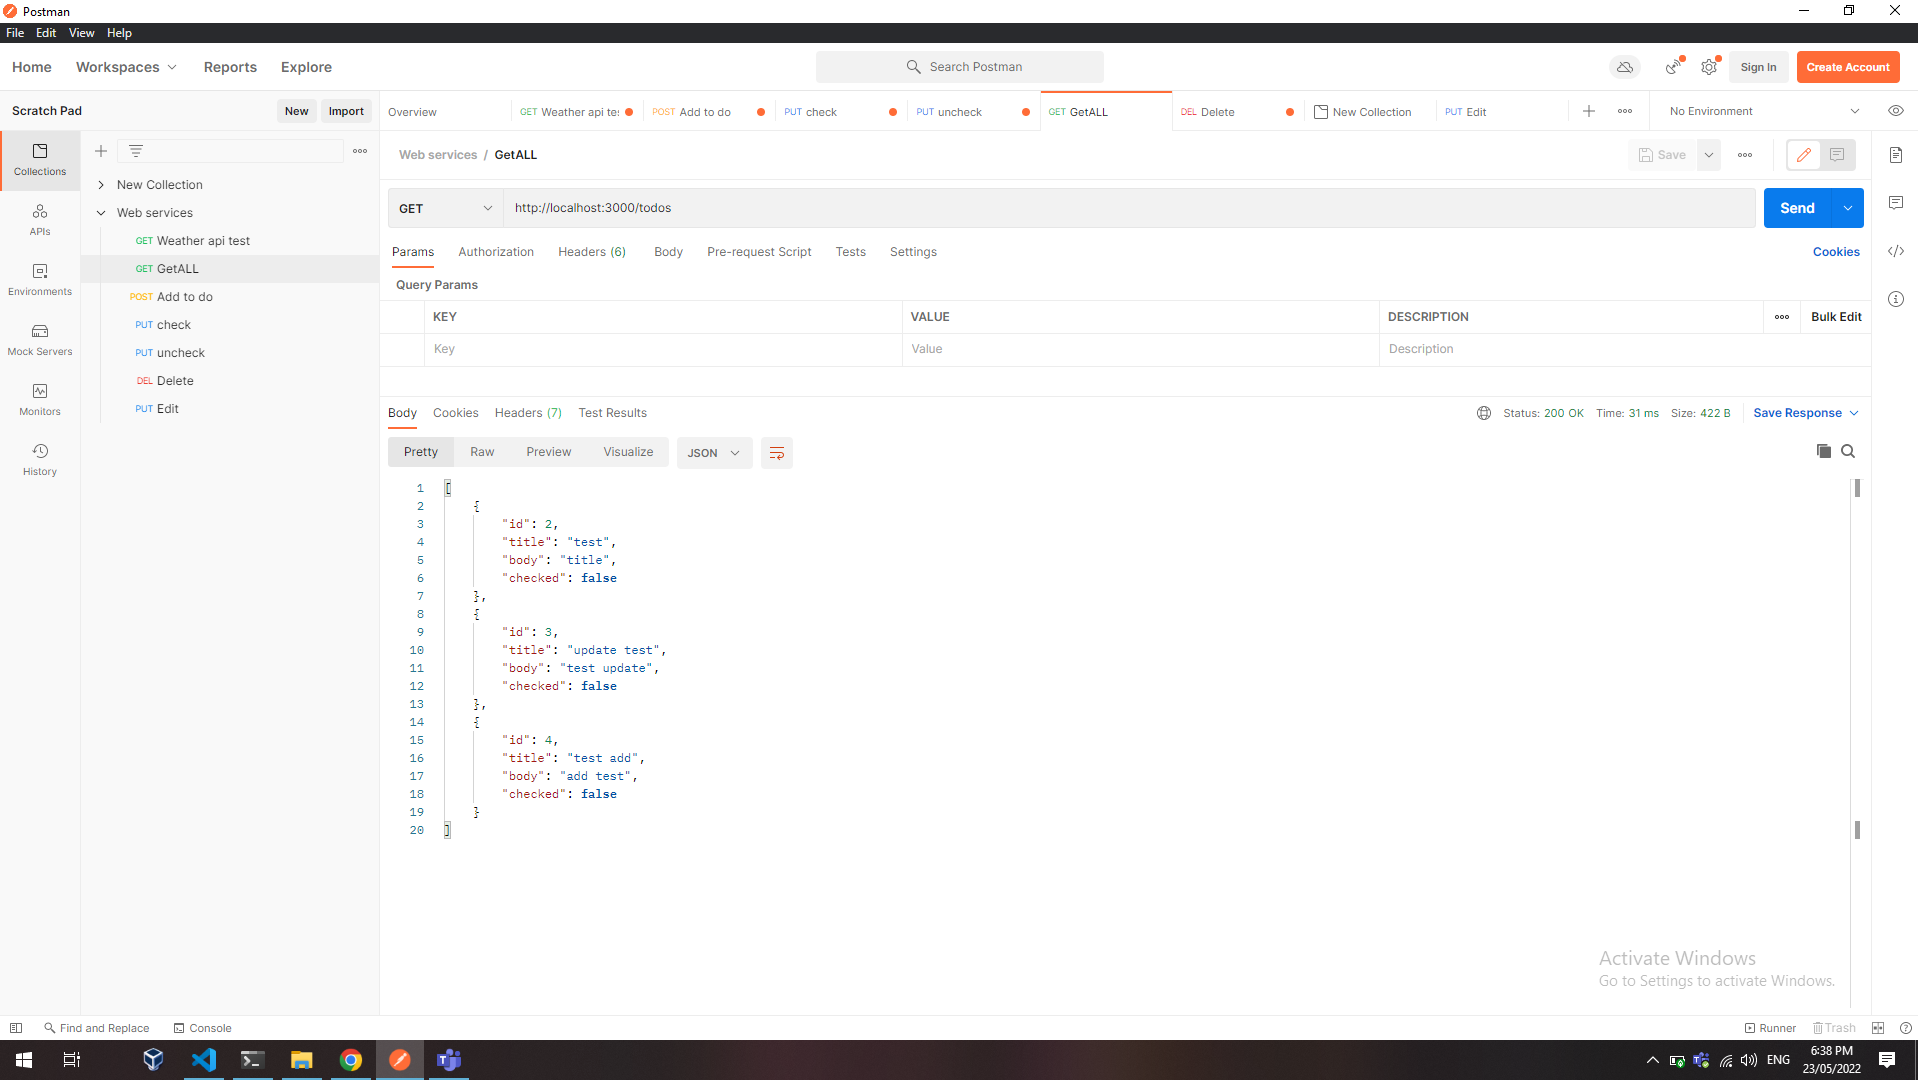 Postman
File Edit View Help
Home Workspaces Reports Explore Search Postman Sign In Create Account
Scratch Pad New Import Overview GET Weather api te POST Add to do PUT check PUT uncheck GET GetALL DEL Delete New Collection PUT Edit No Environment
Collections
APIs
Environments
Mock Servers
Monitors
History
New Collection
Web services
GET Weather api test
GET GetALL
POST Add to do
PUT check
PUT uncheck
DEL Delete
PUT Edit
Web services / GetALL Save
GET http://localhost:3000/todos Send
Params Authorization Headers (6) Body Pre-request Script Tests Settings Cookies
Query Params
KEY VALUE DESCRIPTION Bulk Edit
Key Value Description
Body Cookies Headers (7) Test Results Status: 200 OK Time: 31 ms Size: 422 B Save Response
Pretty Raw Preview Visualize JSON
1 [
2 {
3 "id": 2,
4 "title": "test",
5 "body": "title",
6 "checked": false
7 },
8 {
9 "id": 3,
10 "title": "update test",
11 "body": "test update",
12 "checked": false
13 },
14 {
15 "id": 4,
16 "title": "test add",
17 "body": "add test",
18 "checked": false
19 }
20 ]
Activate Windows
Go to Settings to activate Windows.
Find and Replace Console Runner Trash
ENG 6:38 PM
23/05/2022